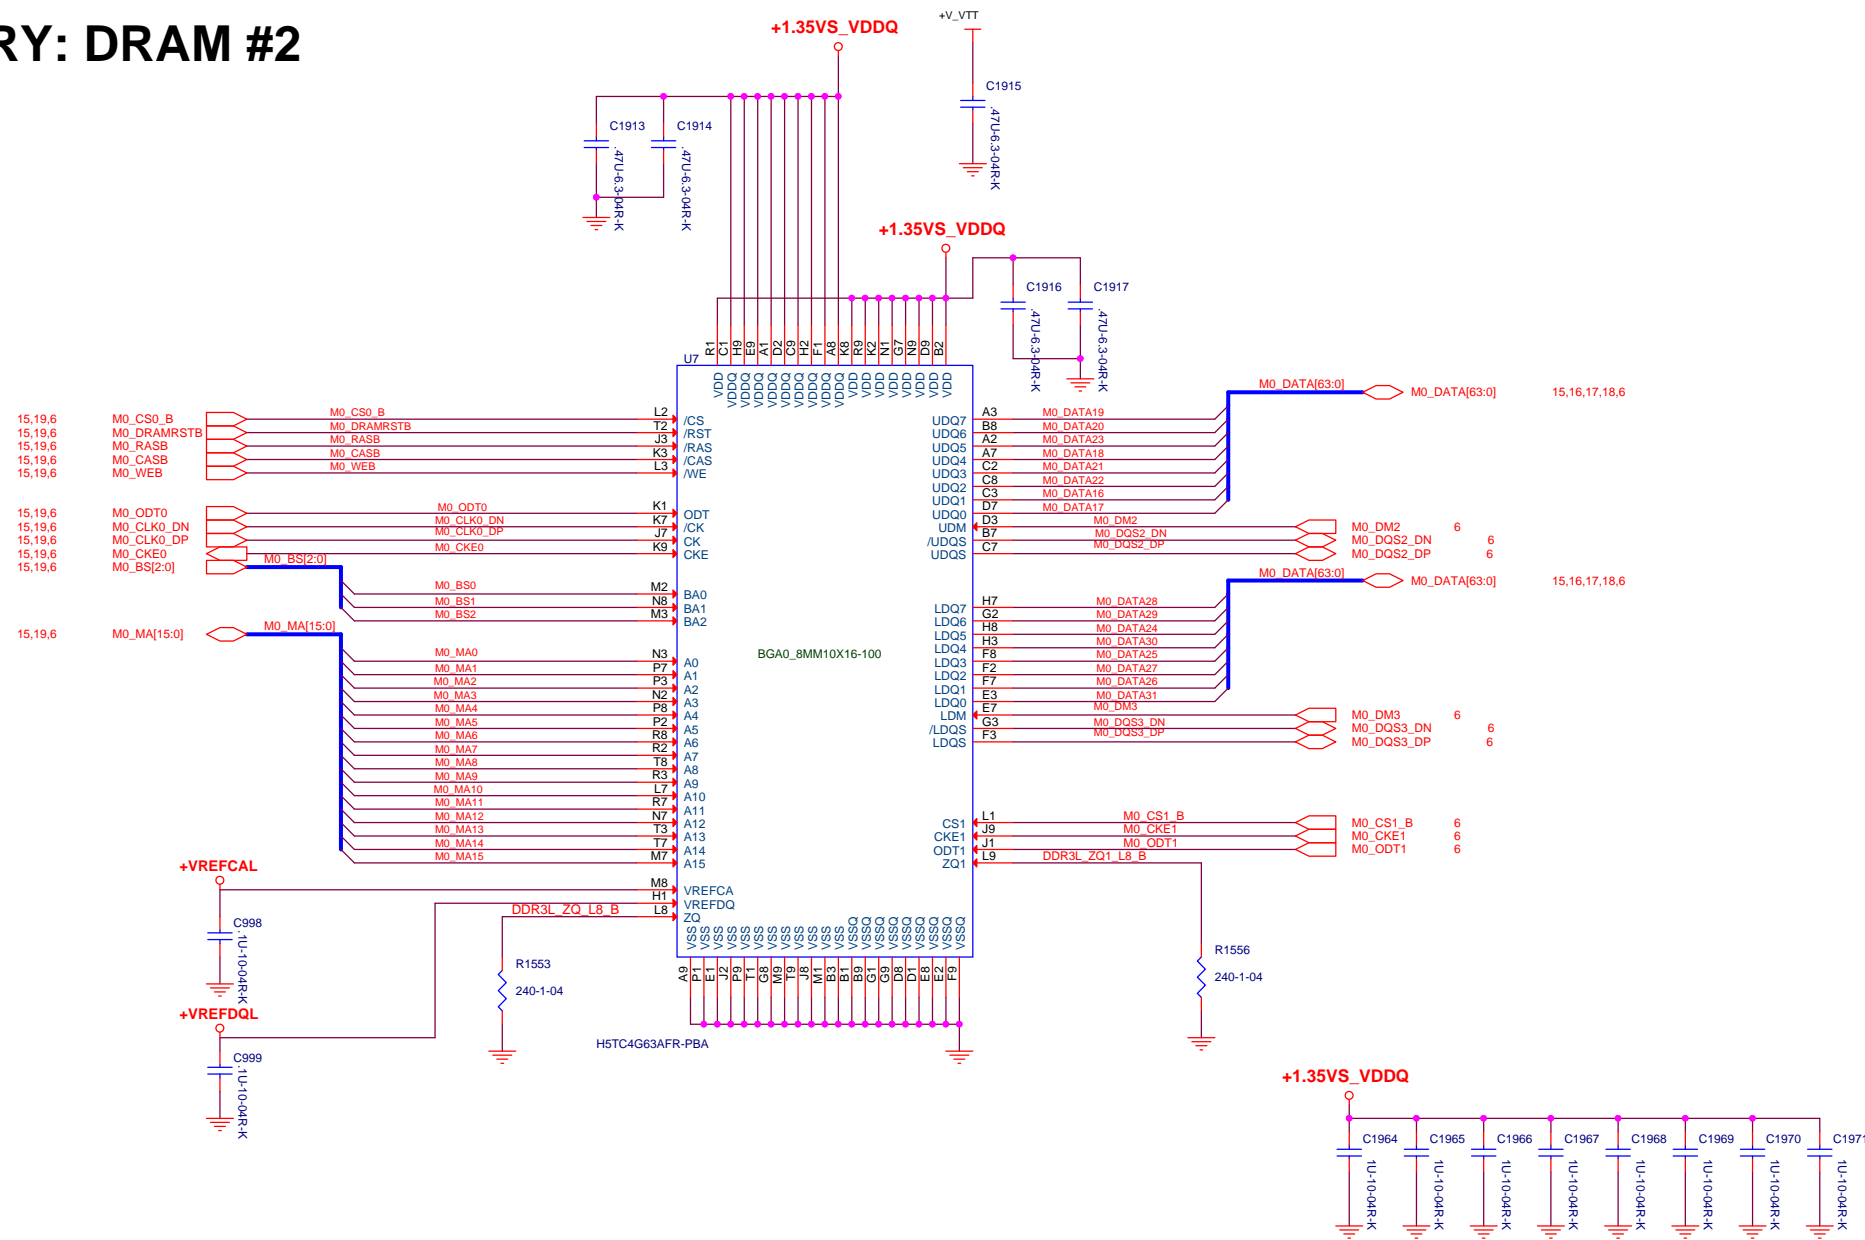 RY: DRAM #2
+1.35VS_VDDQ
+V_VTT
C1915
.47U-6.3-04R-K
C1913
.47U-6.3-04R-K
C1914
.47U-6.3-04R-K
+1.35VS_VDDQ
C1916
.47U-6.3-04R-K
C1917
.47U-6.3-04R-K
U7
R1 C1 H9 E9 A1 D2 C9 H2 F1 A8 K8 R9 K2 N1 G7 N9 D9 B2
VDD VDDQ VDDQ VDDQ VDDQ VDDQ VDDQ VDDQ VDDQ VDDQ VDD VDD VDD VDD VDD VDD VDD VDD
15,19,6 M0_CS0_B M0_CS0_B L2 /CS
15,19,6 M0_DRAMRSTB M0_DRAMRSTB T2 /RST
15,19,6 M0_RASB M0_RASB J3 /RAS
15,19,6 M0_CASB M0_CASB K3 /CAS
15,19,6 M0_WEB M0_WEB L3 /WE
15,19,6 M0_ODT0 M0_ODT0 K1 ODT
15,19,6 M0_CLK0_DN M0_CLK0_DN K7 /CK
15,19,6 M0_CLK0_DP M0_CLK0_DP J7 CK
15,19,6 M0_CKE0 M0_CKE0 K9 CKE
15,19,6 M0_BS[2:0] M0_BS[2:0]
M0_BS0 M2 BA0
M0_BS1 N8 BA1
M0_BS2 M3 BA2
15,19,6 M0_MA[15:0] M0_MA[15:0]
M0_MA0 N3 A0
M0_MA1 P7 A1
M0_MA2 P3 A2
M0_MA3 N2 A3
M0_MA4 P8 A4
M0_MA5 P2 A5
M0_MA6 R8 A6
M0_MA7 R2 A7
M0_MA8 T8 A8
M0_MA9 R3 A9
M0_MA10 L7 A10
M0_MA11 R7 A11
M0_MA12 N7 A12
M0_MA13 T3 A13
M0_MA14 T7 A14
M0_MA15 M7 A15
+VREFCAL
M8 VREFCA
H1 VREFDQ
DDR3L_ZQ_L8_B L8 ZQ
C998
.1U-10-04R-K
+VREFDQL
C999
.1U-10-04R-K
R1553
240-1-04
BGA0_8MM10X16-100
UDQ7 A3 M0_DATA19
UDQ6 B8 M0_DATA20
UDQ5 A2 M0_DATA23
UDQ4 A7 M0_DATA18
UDQ3 C2 M0_DATA21
UDQ2 C8 M0_DATA22
UDQ1 C3 M0_DATA16
UDQ0 D7 M0_DATA17
M0_DATA[63:0] M0_DATA[63:0] 15,16,17,18,6
UDM D3 M0_DM2 M0_DM2 6
/UDQS B7 M0_DQS2_DN M0_DQS2_DN 6
UDQS C7 M0_DQS2_DP M0_DQS2_DP 6
M0_DATA[63:0] M0_DATA[63:0] 15,16,17,18,6
LDQ7 H7 M0_DATA28
LDQ6 G2 M0_DATA29
LDQ5 H8 M0_DATA24
LDQ4 H3 M0_DATA30
LDQ3 F8 M0_DATA25
LDQ2 F2 M0_DATA27
LDQ1 F7 M0_DATA26
LDQ0 E3 M0_DATA31
LDM E7 M0_DM3 M0_DM3 6
/LDQS G3 M0_DQS3_DN M0_DQS3_DN 6
LDQS F3 M0_DQS3_DP M0_DQS3_DP 6
CS1 L1 M0_CS1_B M0_CS1_B 6
CKE1 J9 M0_CKE1 M0_CKE1 6
ODT1 J1 M0_ODT1 M0_ODT1 6
ZQ1 L9 DDR3L_ZQ1_L8_B
R1556
240-1-04
VSS VSS VSS VSS VSS VSS VSS VSS VSS VSS VSS VSS VSSQ VSSQ VSSQ VSSQ VSSQ VSSQ VSSQ VSSQ VSSQ
A9 P1 E1 J2 P9 T1 G8 M9 T9 J8 M1 B3 B1 B9 G1 G9 D8 D1 E8 E2 F9
H5TC4G63AFR-PBA
+1.35VS_VDDQ
C1964 C1965 C1966 C1967 C1968 C1969 C1970 C1971
1U-10-04R-K 1U-10-04R-K 1U-10-04R-K 1U-10-04R-K 1U-10-04R-K 1U-10-04R-K 1U-10-04R-K 1U-10-04R-K